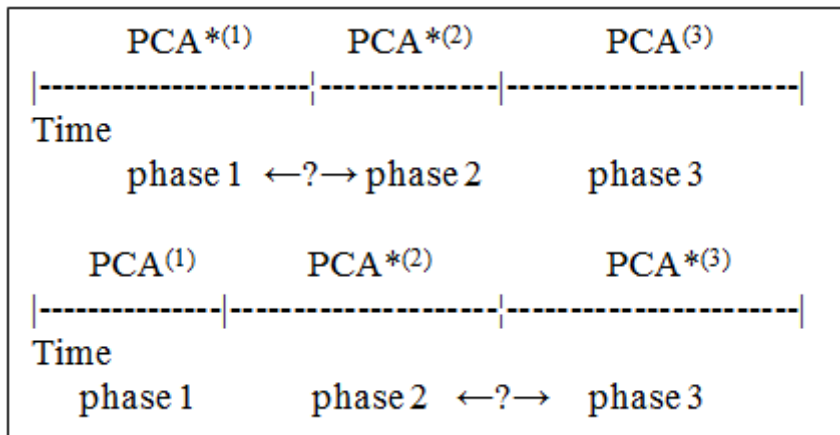 PCA*(1) PCA*(2) PCA(3)
|-----------------------¦---------------|-------------------------|
Time
phase 1 ←?→ phase 2 phase 3
PCA(1) PCA*(2) PCA*(3)
|---------------|-----------------------¦-------------------------|
Time
phase 1 phase 2 ←?→ phase 3